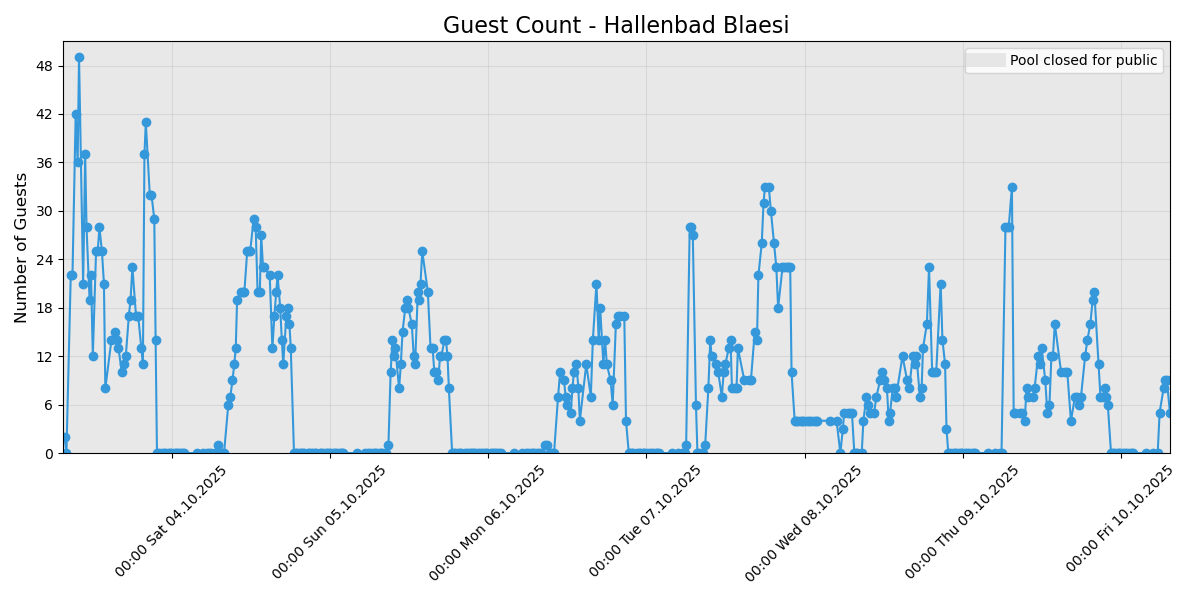 Guest Count - Hallenbad Blaesi
Pool closed for public
Number of Guests
48
42
36
30
24
18
12
6
0
00:00 Sat 04.10.2025
00:00 Sun 05.10.2025
00:00 Mon 06.10.2025
00:00 Tue 07.10.2025
00:00 Wed 08.10.2025
00:00 Thu 09.10.2025
00:00 Fri 10.10.2025